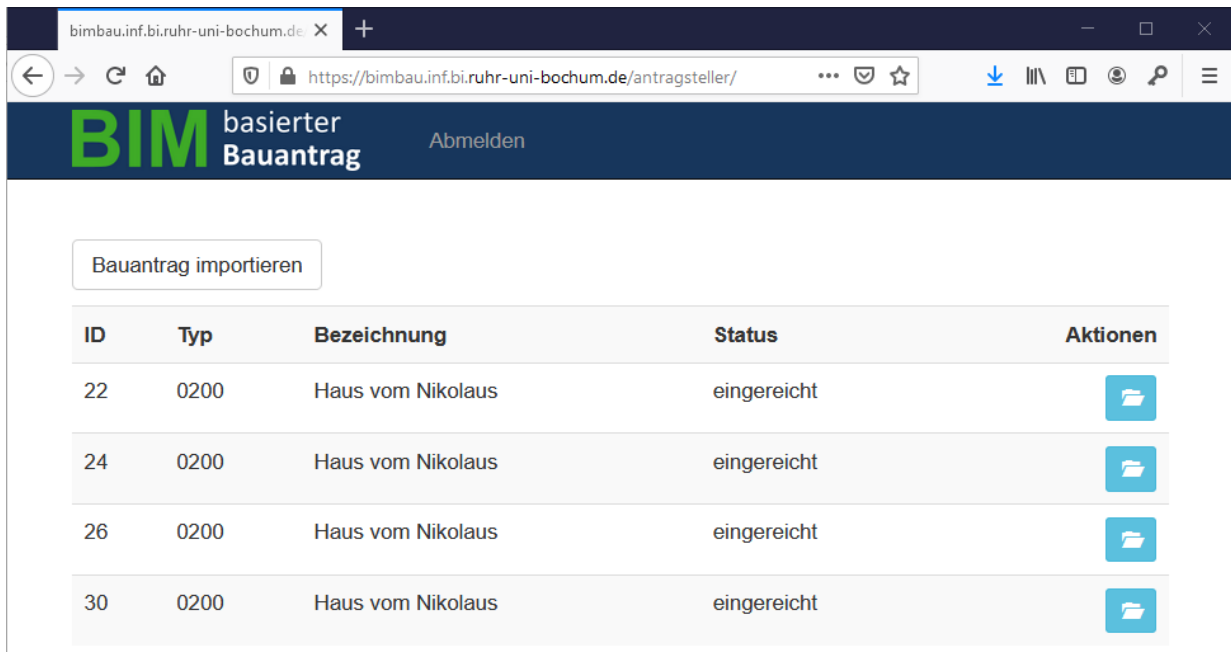 bimbau.inf.bi.ruhr-uni-bochum.de/
https://bimbau.inf.bi.ruhr-uni-bochum.de/antragsteller/
BIM basierter Bauantrag
Abmelden
Bauantrag importieren
ID Typ Bezeichnung Status Aktionen
22 0200 Haus vom Nikolaus eingereicht
24 0200 Haus vom Nikolaus eingereicht
26 0200 Haus vom Nikolaus eingereicht
30 0200 Haus vom Nikolaus eingereicht